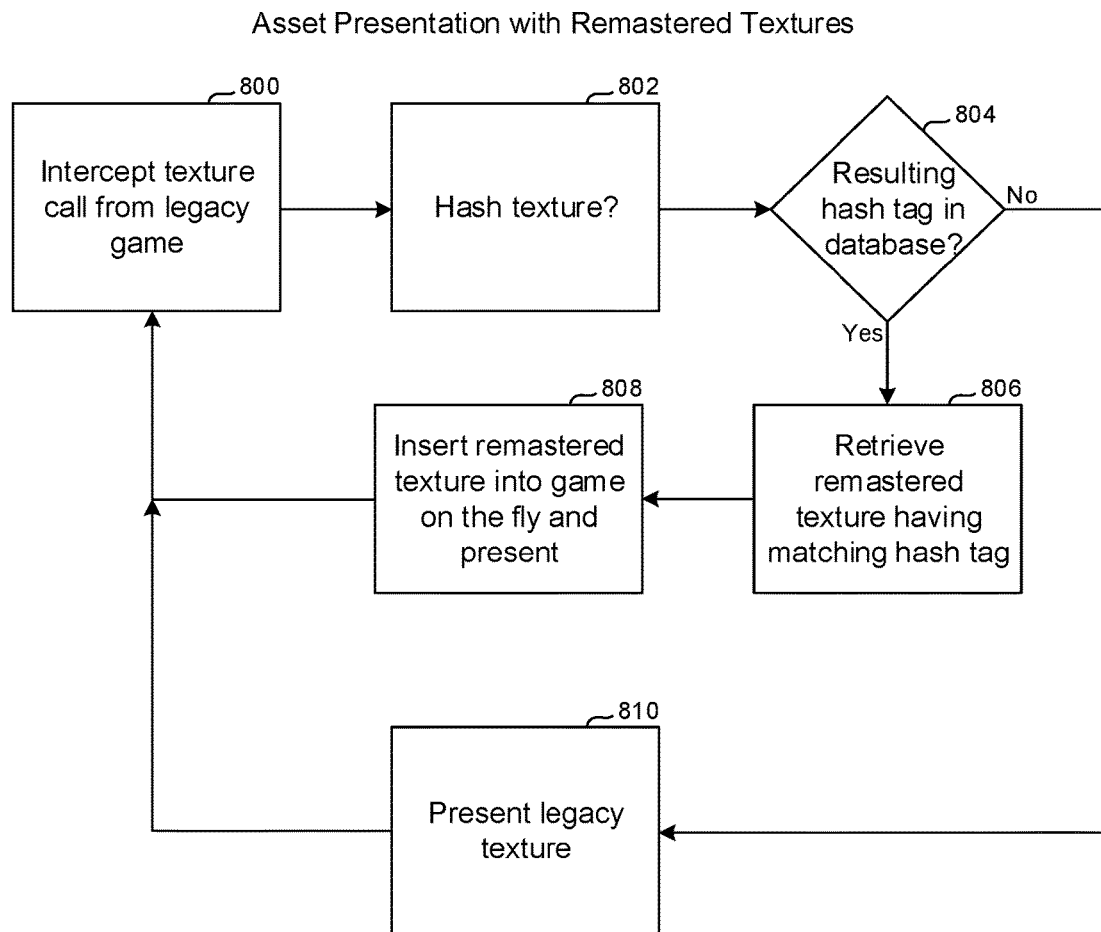 Asset Presentation with Remastered Textures
800
Intercept texture
call from legacy
game
802
Hash texture?
804
Resulting
hash tag in
database?
No
Yes
806
Retrieve
remastered
texture having
matching hash tag
808
Insert remastered
texture into game
on the fly and
present
810
Present legacy
texture